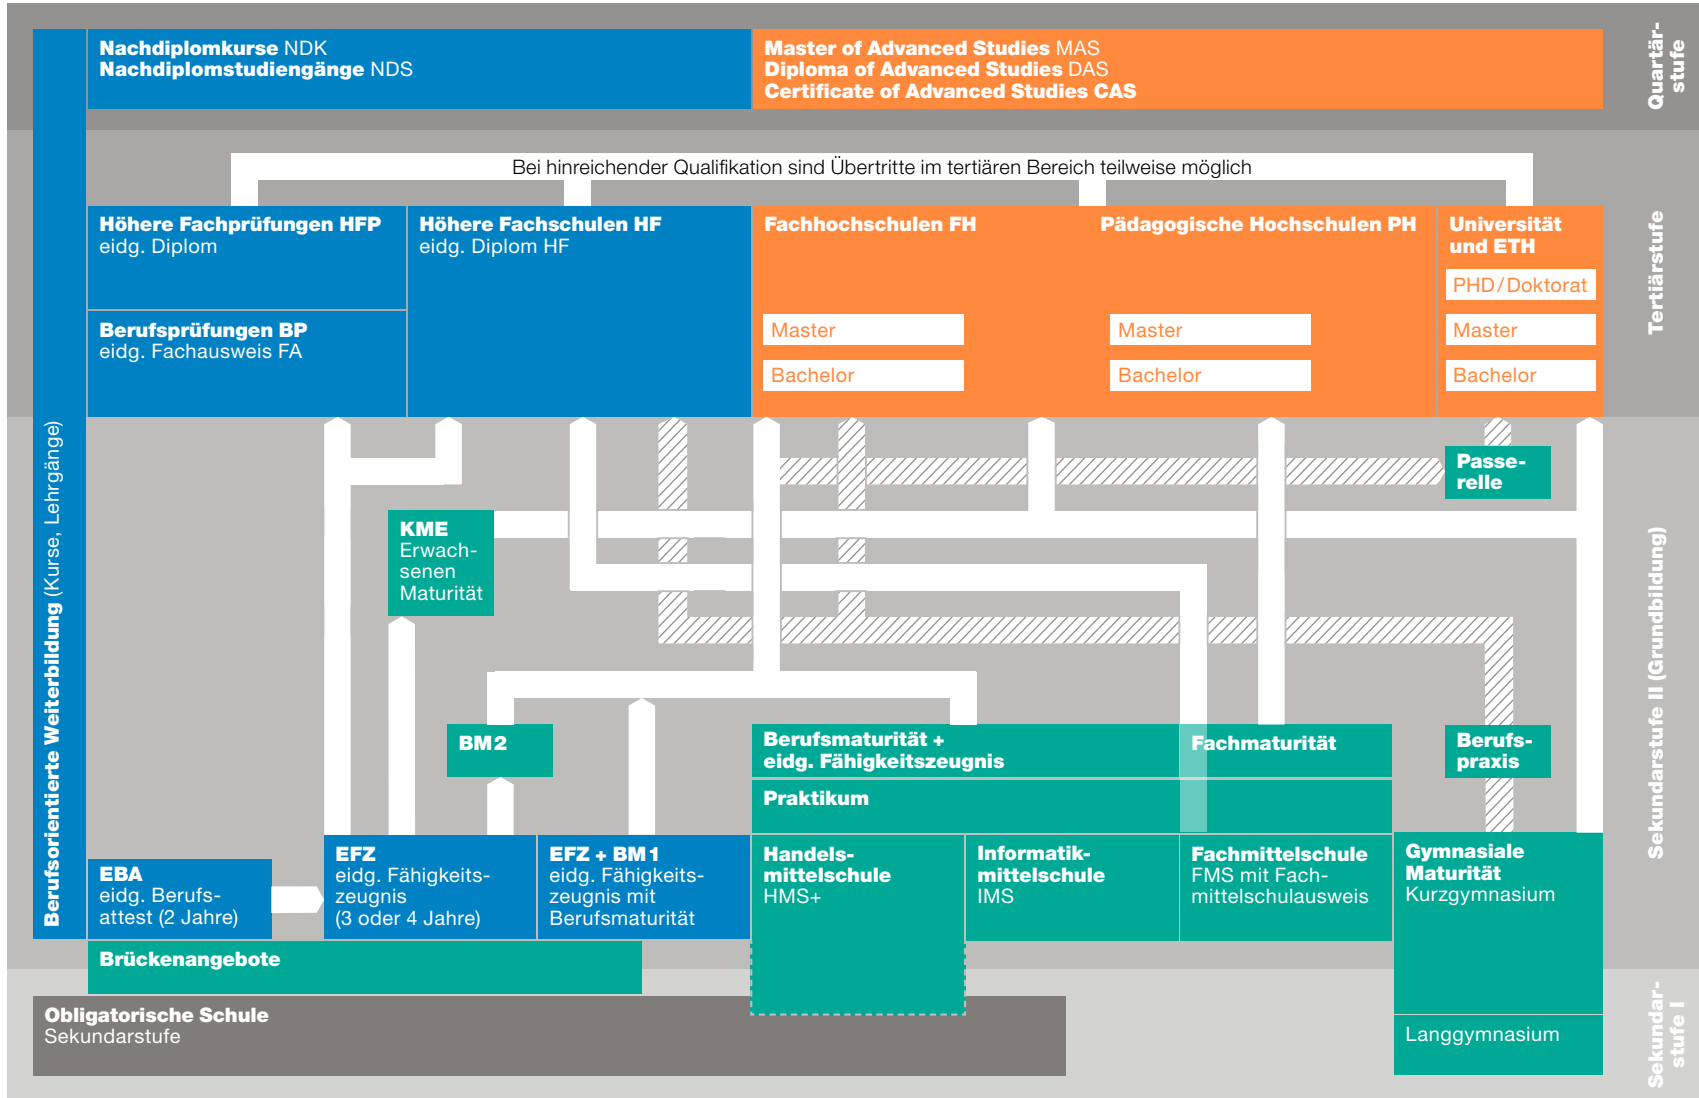 Nachdiplomkurse NDK
Nachdiplomstudiengänge NDS
Master of Advanced Studies MAS
Diploma of Advanced Studies DAS
Certificate of Advanced Studies CAS
Quartär-
stufe
Bei hinreichender Qualifikation sind Übertritte im tertiären Bereich teilweise möglich
Höhere Fachprüfungen HFP
eidg. Diplom
Berufsprüfungen BP
eidg. Fachausweis FA
Höhere Fachschulen HF
eidg. Diplom HF
Fachhochschulen FH
Master
Bachelor
Pädagogische Hochschulen PH
Master
Bachelor
Universität
und ETH
PHD/Doktorat
Master
Bachelor
Tertiärstufe
Berufsorientierte Weiterbildung (Kurse, Lehrgänge)
Passe-
relle
KME
Erwach-
senen
Maturität
BM2
Berufsmaturität +
eidg. Fähigkeitszeugnis
Fachmaturität
Berufs-
praxis
Praktikum
EBA
eidg. Berufs-
attest (2 Jahre)
EFZ
eidg. Fähigkeits-
zeugnis
(3 oder 4 Jahre)
EFZ + BM1
eidg. Fähigkeits-
zeugnis mit
Berufsmaturität
Handels-
mittelschule
HMS+
Informatik-
mittelschule
IMS
Fachmittelschule
FMS mit Fach-
mittelschulausweis
Gymnasiale
Maturität
Kurzgymnasium
Sekundarstufe II (Grundbildung)
Brückenangebote
Obligatorische Schule
Sekundarstufe
Langgymnasium
Sekundar-
stufe I